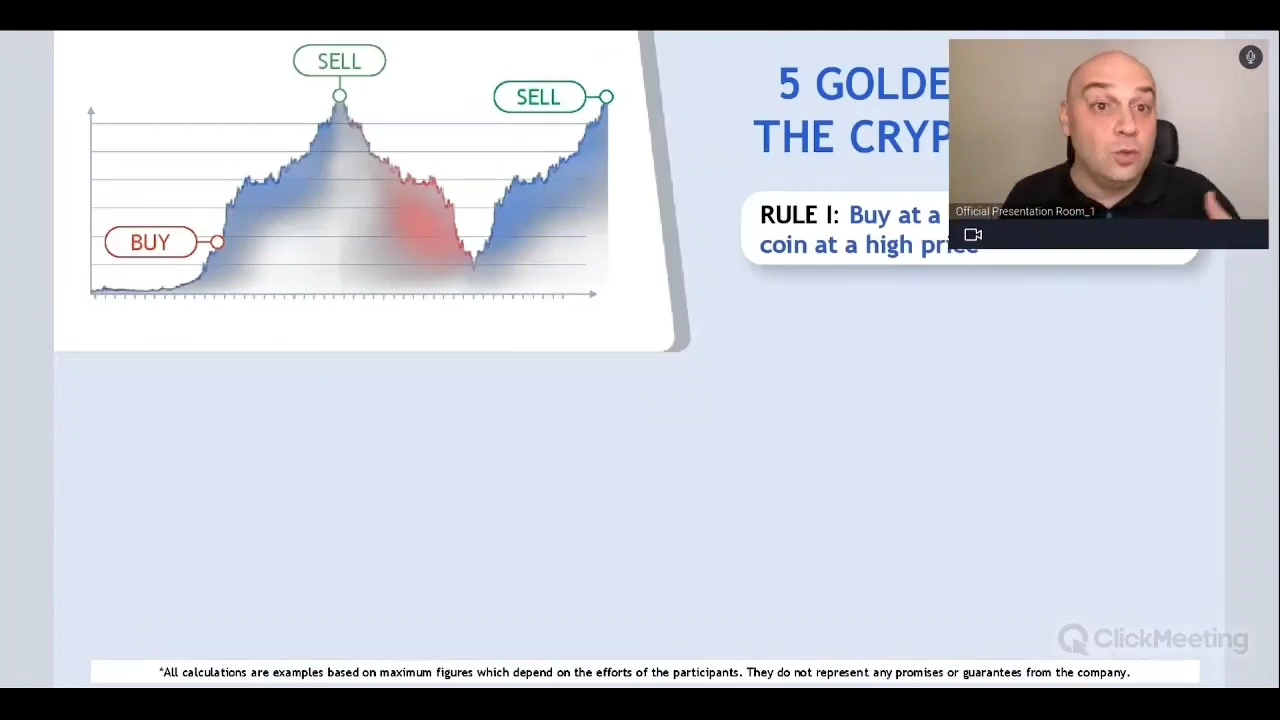 SELL
SELL
BUY
5 GOLDE
THE CRYP
RULE I: Buy at a
coin at a high price
Official Presentation Room_1
ClickMeeting
*All calculations are examples based on maximum figures which depend on the efforts of the participants. They do not represent any promises or guarantees from the company.